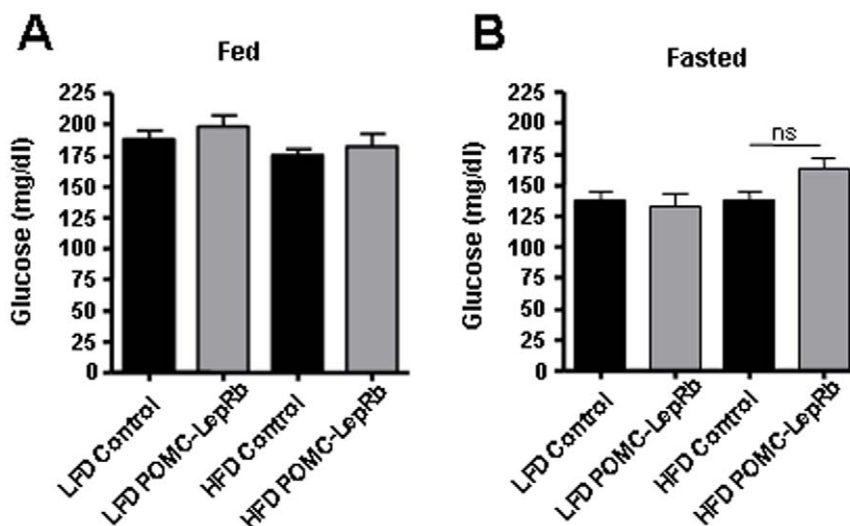 A
Fed
Glucose (mg/dl)
225
200
175
150
125
100
75
50
25
0
LFD Control
LFD POMC-LepRb
HFD Control
HFD POMC-LepRb
B
Fasted
Glucose (mg/dl)
225
200
175
150
125
100
75
50
25
0
ns
LFD Control
LFD POMC-LepRb
HFD Control
HFD POMC-LepRb